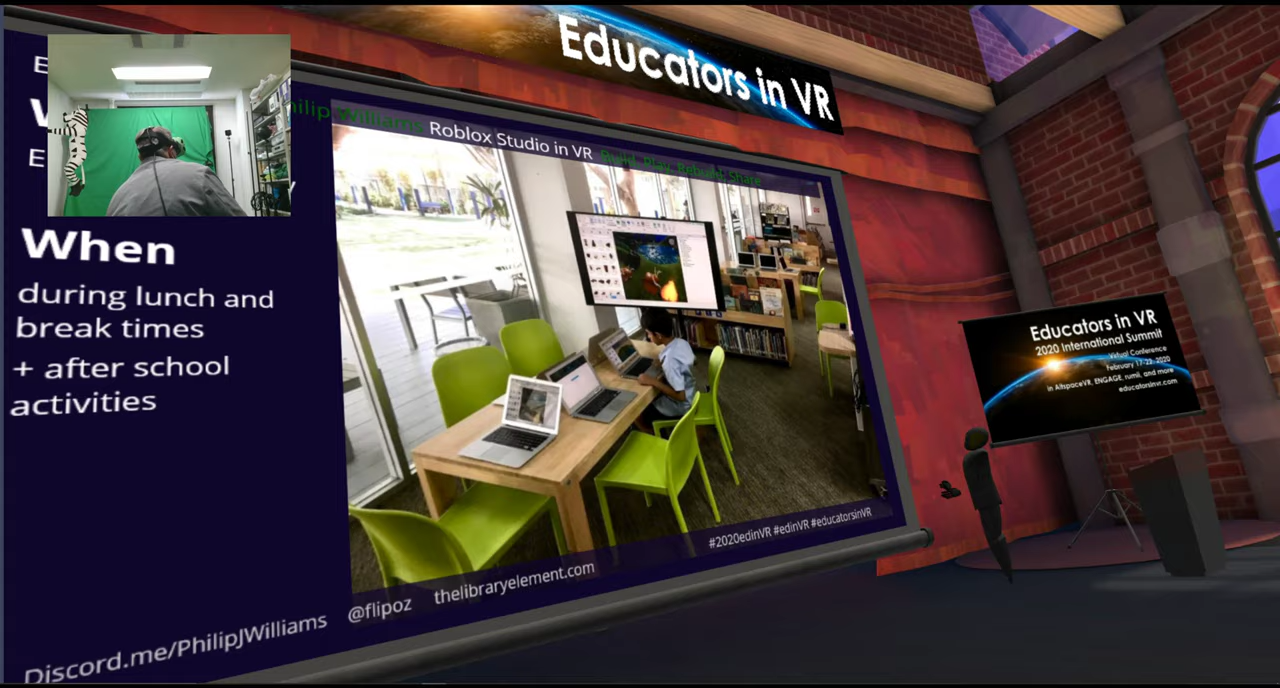 Educators in VR
Philip Williams Roblox Studio in VR Build, play, Rebuild, Share
When
during lunch and
break times
+ after school
activities
Educators in VR
2020 International Summit
Virtual Conference
February 17-22, 2020
in AltspaceVR, ENGAGE, rumii, and more
educatorsinvr.com
#2020edinVR #edinVR #educatorsinVR
@flipoz thelibraryelement.com
Discord.me/PhilipJWilliams